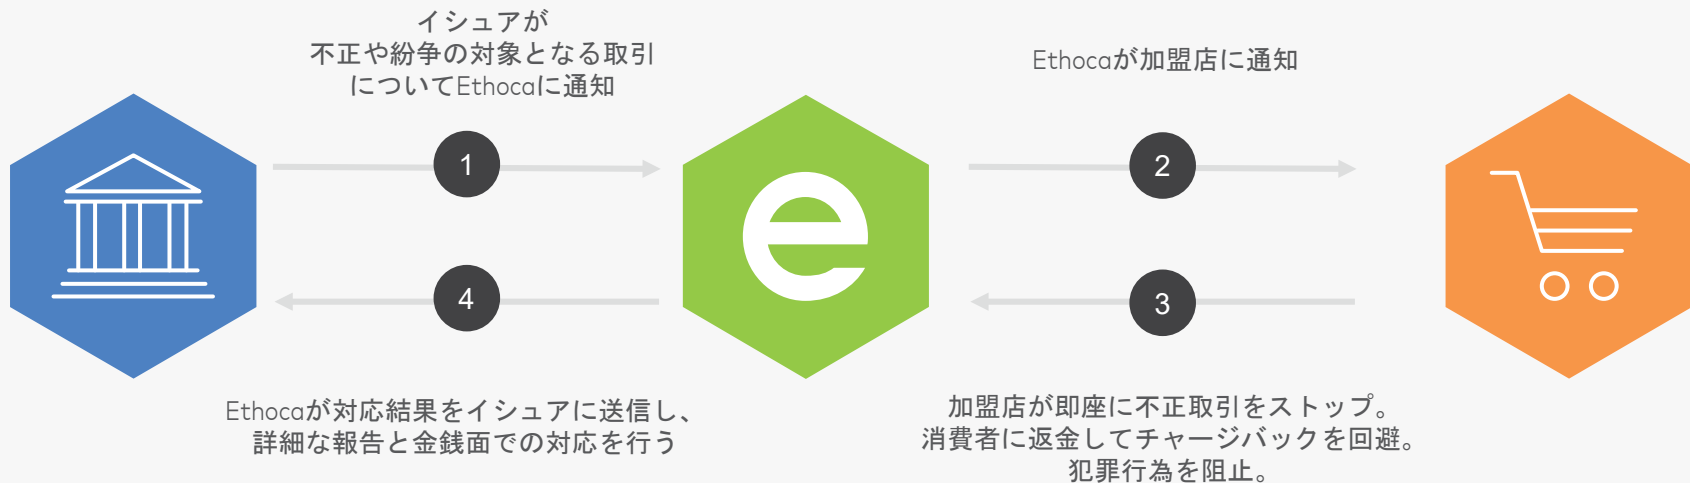 イシュアが
不正や紛争の対象となる取引
についてEthocaに通知
Ethocaが加盟店に通知
1
2
e
4
3
Ethocaが対応結果をイシュアに送信し、
詳細な報告と金銭面での対応を行う
加盟店が即座に不正取引をストップ。
消費者に返金してチャージバックを回避。
犯罪行為を阻止。